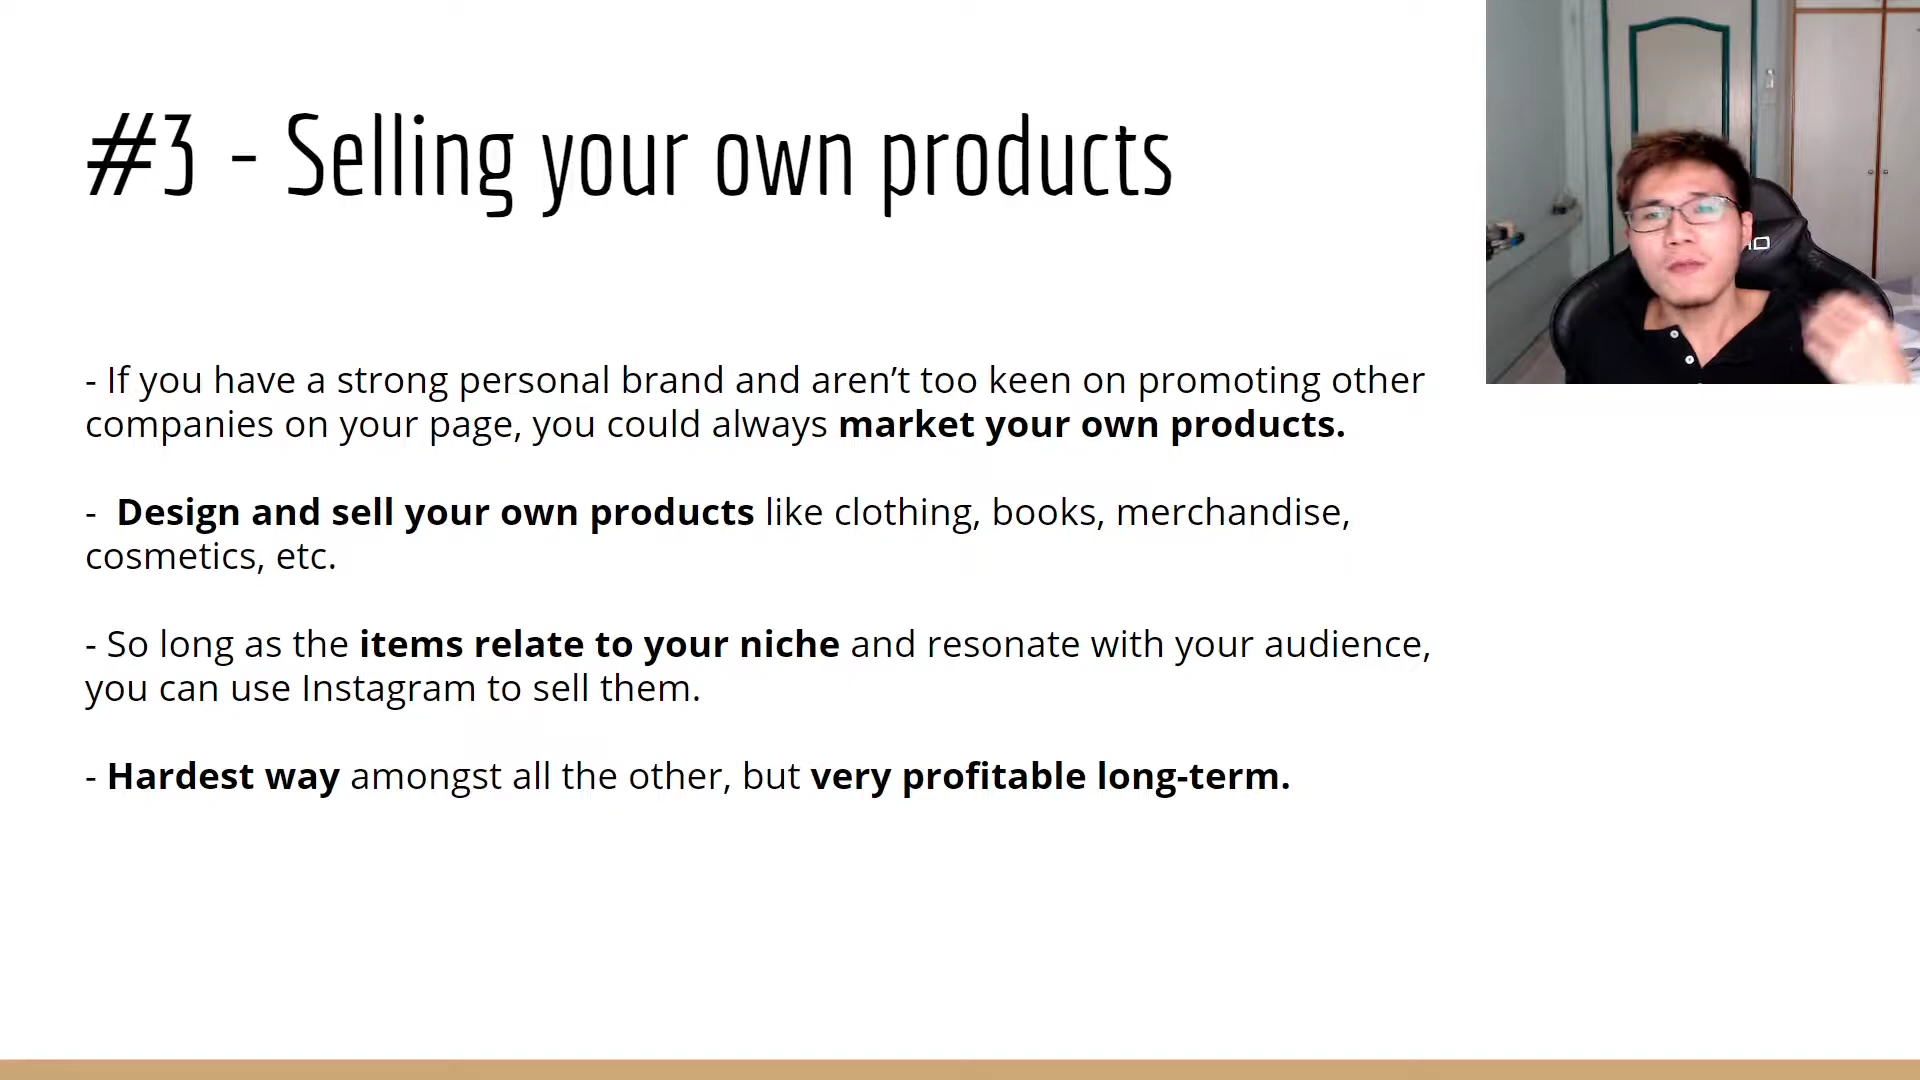 #3 - Selling your own products
- If you have a strong personal brand and aren’t too keen on promoting other
companies on your page, you could always market your own products.
-  Design and sell your own products like clothing, books, merchandise,
cosmetics, etc.
- So long as the items relate to your niche and resonate with your audience,
you can use Instagram to sell them.
- Hardest way amongst all the other, but very profitable long-term.